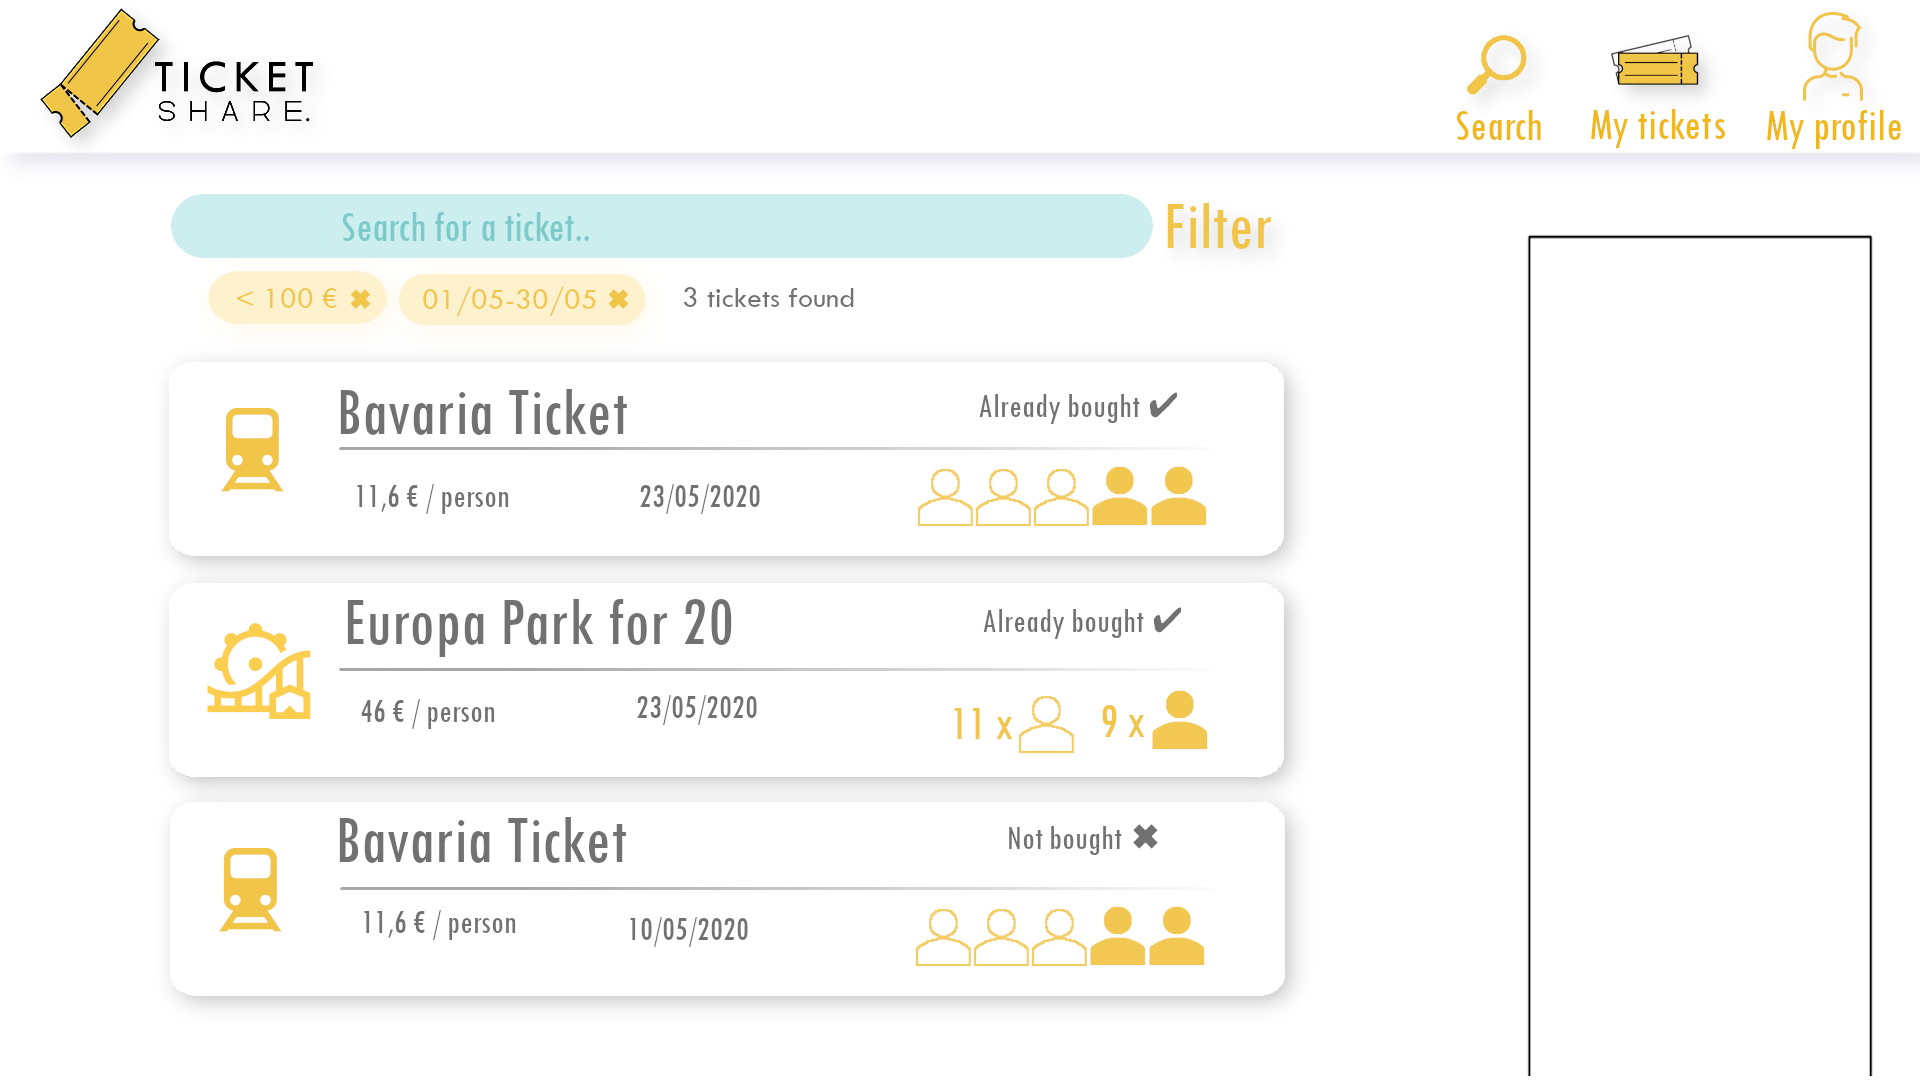 TICKET
SHARE.
Search
My tickets
My profile
Search for a ticket..
Filter
< 100 € ✖
01/05-30/05 ✖
3 tickets found
Bavaria Ticket
Already bought ✔
11,6 € / person
23/05/2020
Europa Park for 20
Already bought ✔
46 € / person
23/05/2020
11 x
9 x
Bavaria Ticket
Not bought ✖
11,6 € / person
10/05/2020